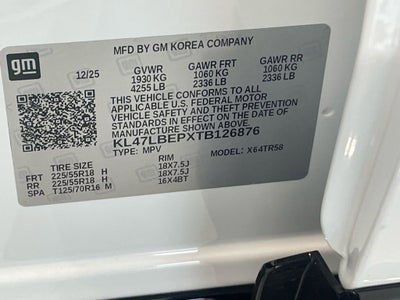 gm
MFD BY GM KOREA COMPANY
12/25 GVWR GAWR FRT GAWR RR
1930 KG 1060 KG 1060 KG
4255 LB 2336 LB 2336 LB
THIS VEHICLE CONFORMS TO ALL
APPLICABLE U.S. FEDERAL MOTOR
VEHICLE SAFETY AND THEFT PREVENTION
STANDARDS IN EFFECT ON THE DATE OF
MANUFACTURE SHOWN ABOVE.
KL47LBEPXTB126876
TYPE: MPV MODEL: X64TR58
TIRE SIZE RIM
FRT 225/55R18 H 18X7.5J
RR 225/55R18 H 18X7.5J
SPA T125/70R16 M 16X4BT